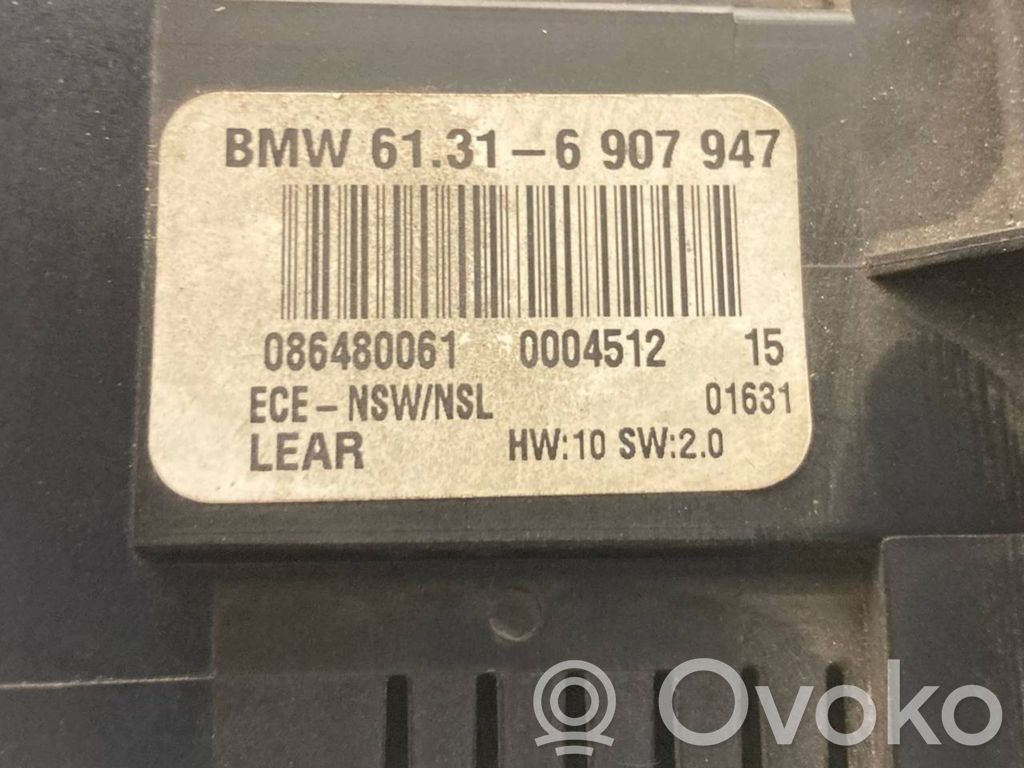 BMW 61.31-6 907 947
086480061 0004512 15
ECE-NSW/NSL 01631
LEAR HW:10 SW:2.0
Ovoko